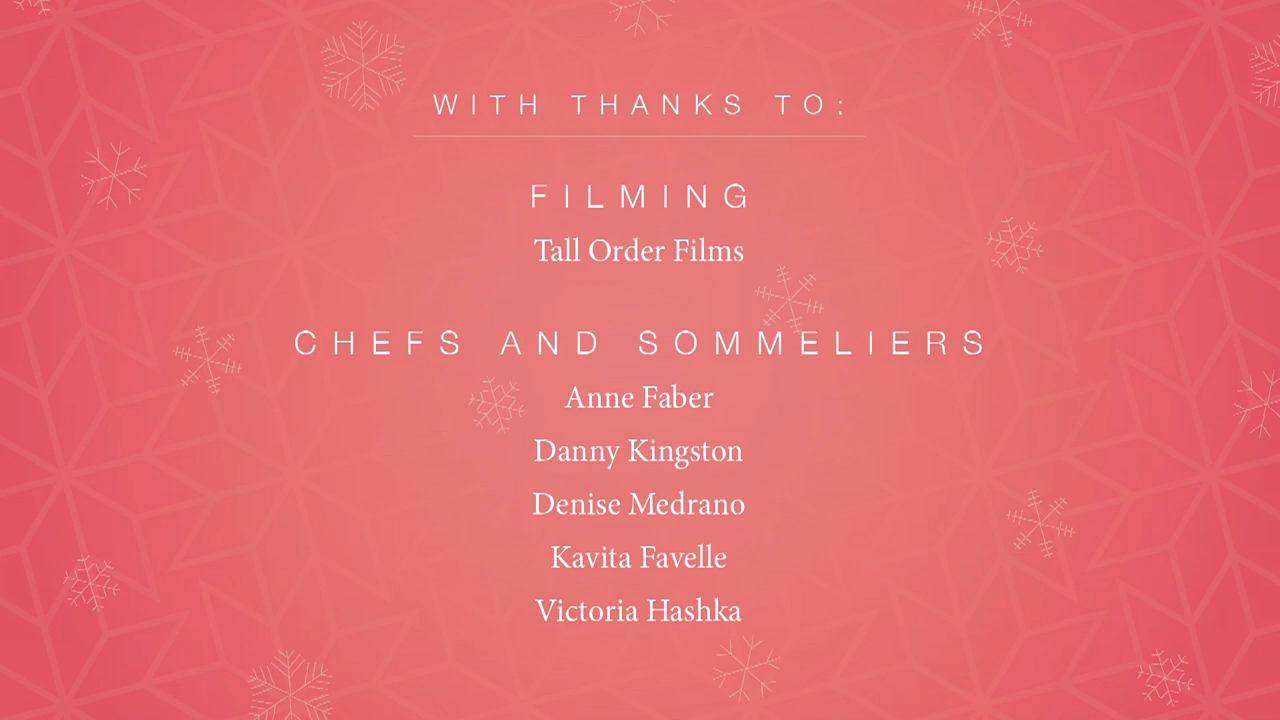 WITH THANKS TO:
FILMING
Tall Order Films
CHEFS AND SOMMELIERS
Anne Faber
Danny Kingston
Denise Medrano
Kavita Favelle
Victoria Hashka